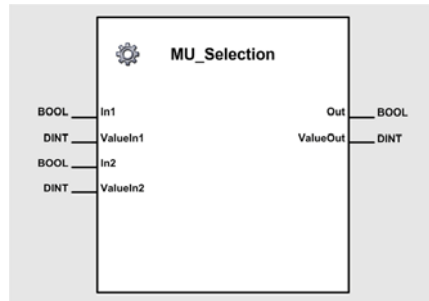 MU_Selection
BOOL In1 Out BOOL
DINT ValueIn1 ValueOut DINT
BOOL In2
DINT ValueIn2